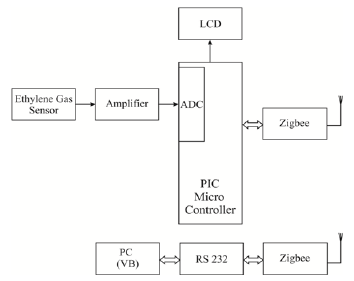 LCD
Ethylene Gas
Sensor
Amplifier
ADC
Zigbee
PIC
Micro
Controller
PC
(VB)
RS 232
Zigbee